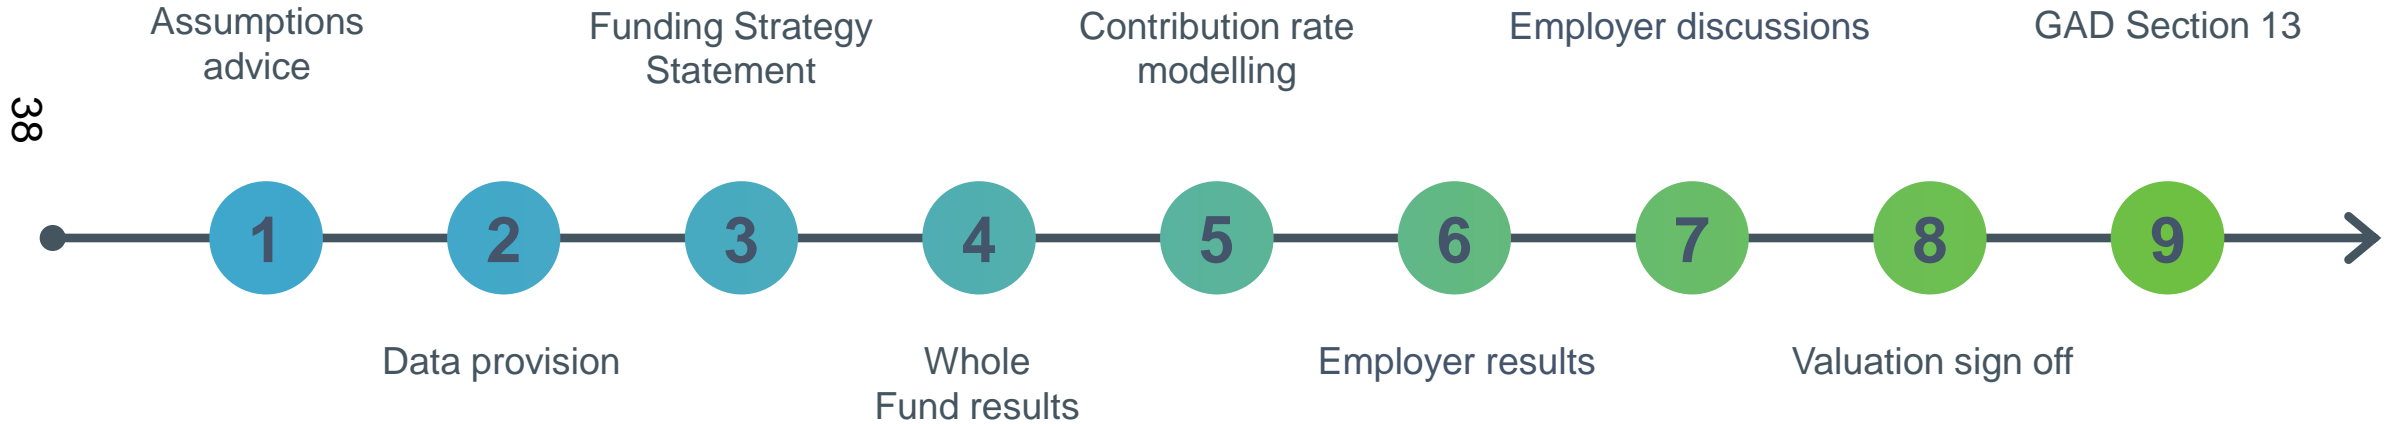 Assumptions
advice
Funding Strategy
Statement
Contribution rate
modelling
Employer discussions
GAD Section 13
38
1 2 3 4 5 6 7 8 9
Data provision
Whole
Fund results
Employer results
Valuation sign off